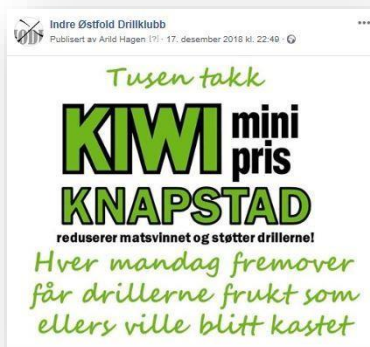 Indre Østfold Drillklubb
Publisert av Arild Hagen [?] · 17. desember 2018 kl. 22:49 ·
Tusen takk
KIWI mini
pris
KNAPSTAD
reduserer matsvinnet og støtter drillerne!
Hver mandag fremover
får drillerne frukt som
ellers ville blitt kastet